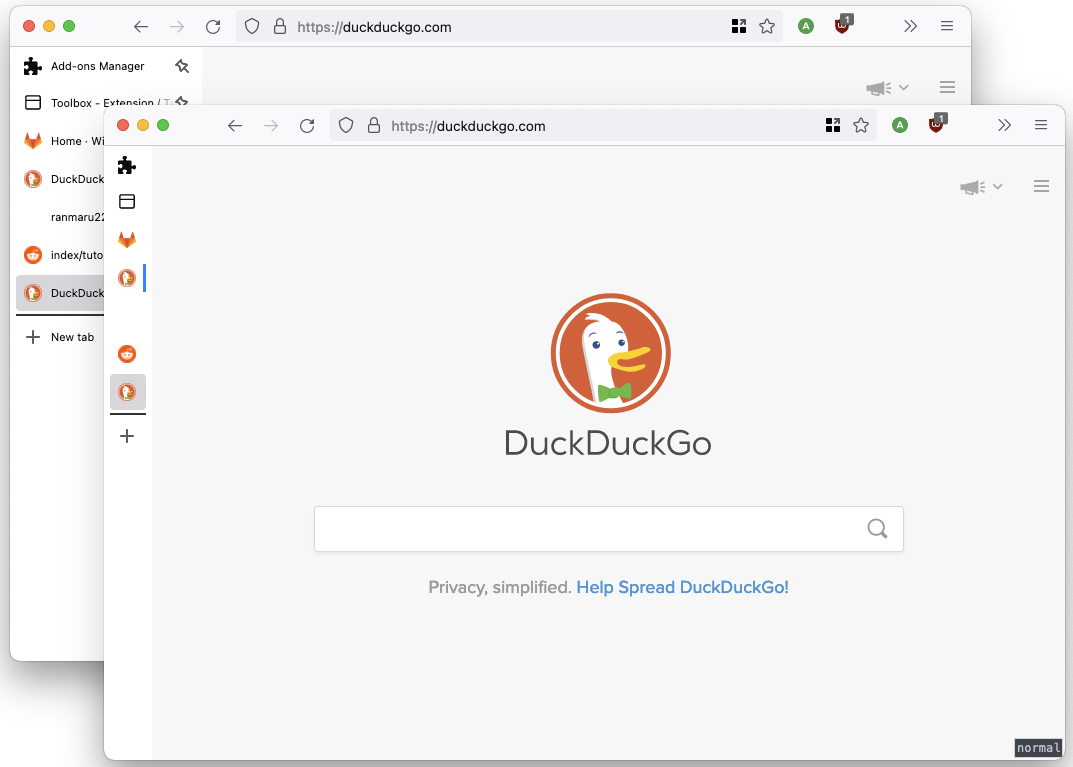 https://duckduckgo.com
1
A
Add-ons Manager
Toolbox - Extension / Ta
Home · Wi
DuckDuck
ranmaru22
index/tuto
DuckDuck
New tab
https://duckduckgo.com
A
1
DuckDuckGo
Privacy, simplified. Help Spread DuckDuckGo!
normal